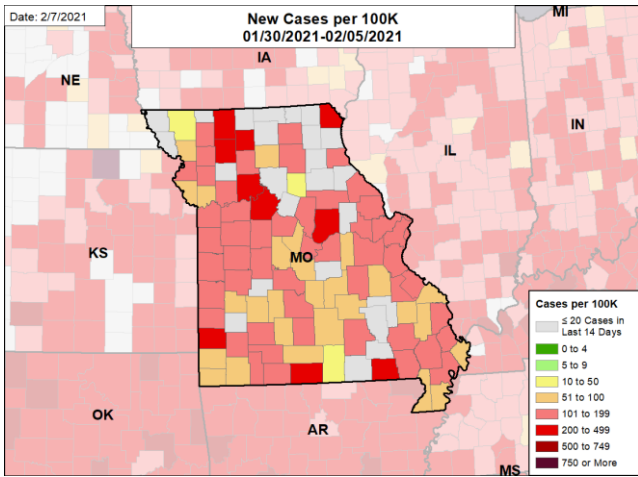 Date: 2/7/2021
New Cases per 100K
01/30/2021-02/05/2021
MI
IA
NE
IN
IL
KS
MO
OK
AR
MS
Cases per 100K
≤ 20 Cases in
Last 14 Days
0 to 4
5 to 9
10 to 50
51 to 100
101 to 199
200 to 499
500 to 749
750 or More